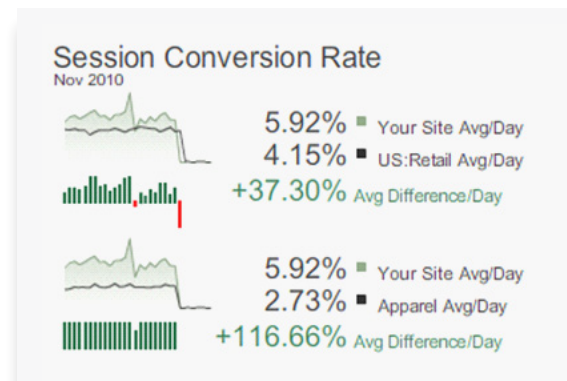 Session Conversion Rate
Nov 2010
5.92% Your Site Avg/Day
4.15% US:Retail Avg/Day
+37.30% Avg Difference/Day
5.92% Your Site Avg/Day
2.73% Apparel Avg/Day
+116.66% Avg Difference/Day